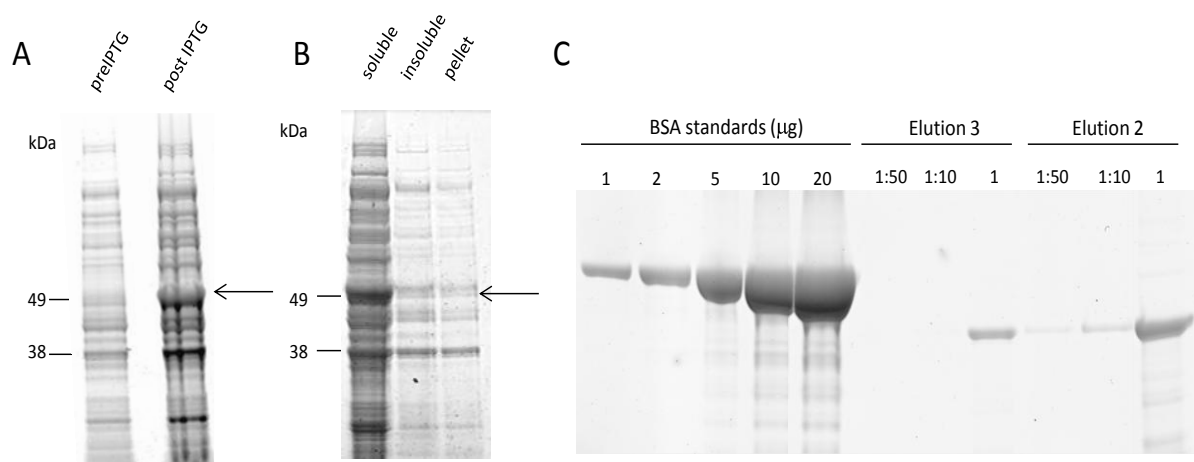 A
preIPTG
post IPTG
kDa
49
38
B
soluble
insoluble
pellet
kDa
49
38
C
BSA standards (μg)
Elution 3
Elution 2
1 2 5 10 20 1:50 1:10 1 1:50 1:10 1